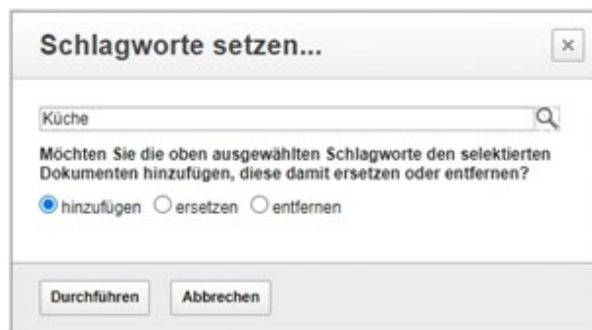 Schlagworte setzen...
Küche
Möchten Sie die oben ausgewählten Schlagworte den selektierten
Dokumenten hinzufügen, diese damit ersetzen oder entfernen?
hinzufügen ersetzen entfernen
Durchführen Abbrechen